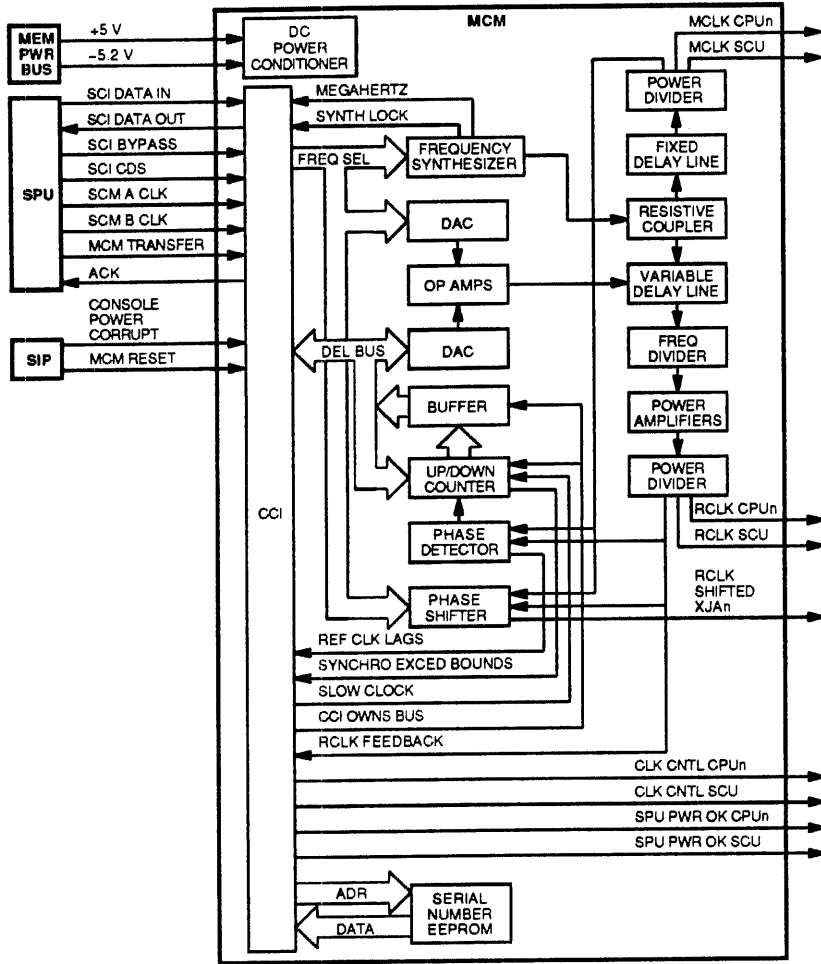 MCM
MEM
PWR
BUS
+5 V
−5.2 V
DC
POWER
CONDITIONER
MCLK CPUn
MCLK SCU
SPU
SCI DATA IN
SCI DATA OUT
SCI BYPASS
SCI CDS
SCM A CLK
SCM B CLK
MCM TRANSFER
ACK
SIP
CONSOLE
POWER
CORRUPT
MCM RESET
CCI
MEGAHERTZ
SYNTH LOCK
FREQ SEL
FREQUENCY
SYNTHESIZER
DAC
OP AMPS
DEL BUS
DAC
BUFFER
UP/DOWN
COUNTER
PHASE
DETECTOR
PHASE
SHIFTER
POWER
DIVIDER
FIXED
DELAY LINE
RESISTIVE
COUPLER
VARIABLE
DELAY LINE
FREQ
DIVIDER
POWER
AMPLIFIERS
POWER
DIVIDER
RCLK CPUn
RCLK SCU
RCLK
SHIFTED
XJAn
REF CLK LAGS
SYNCHRO EXCED BOUNDS
SLOW CLOCK
CCI OWNS BUS
RCLK FEEDBACK
CLK CNTL CPUn
CLK CNTL SCU
SPU PWR OK CPUn
SPU PWR OK SCU
ADR
DATA
SERIAL
NUMBER
EEPROM